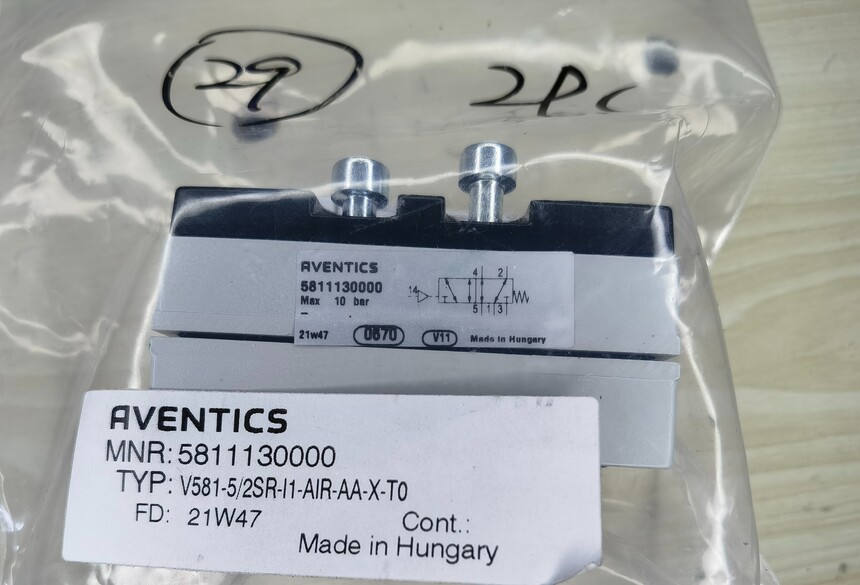 29
2PC
AVENTICS
5811130000
Max 10 bar
4 2
14
5 1 3
–
21w47 0670 V11 Made in Hungary
AVENTICS
MNR: 5811130000
TYP: V581-5/2SR-I1-AIR-AA-X-T0
FD: 21W47 Cont.:
Made in Hungary